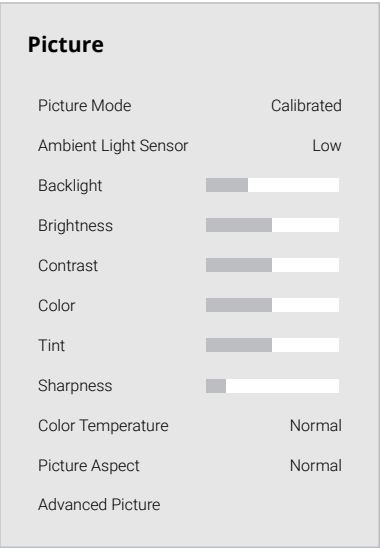 Picture
Picture Mode Calibrated
Ambient Light Sensor Low
Backlight
Brightness
Contrast
Color
Tint
Sharpness
Color Temperature Normal
Picture Aspect Normal
Advanced Picture